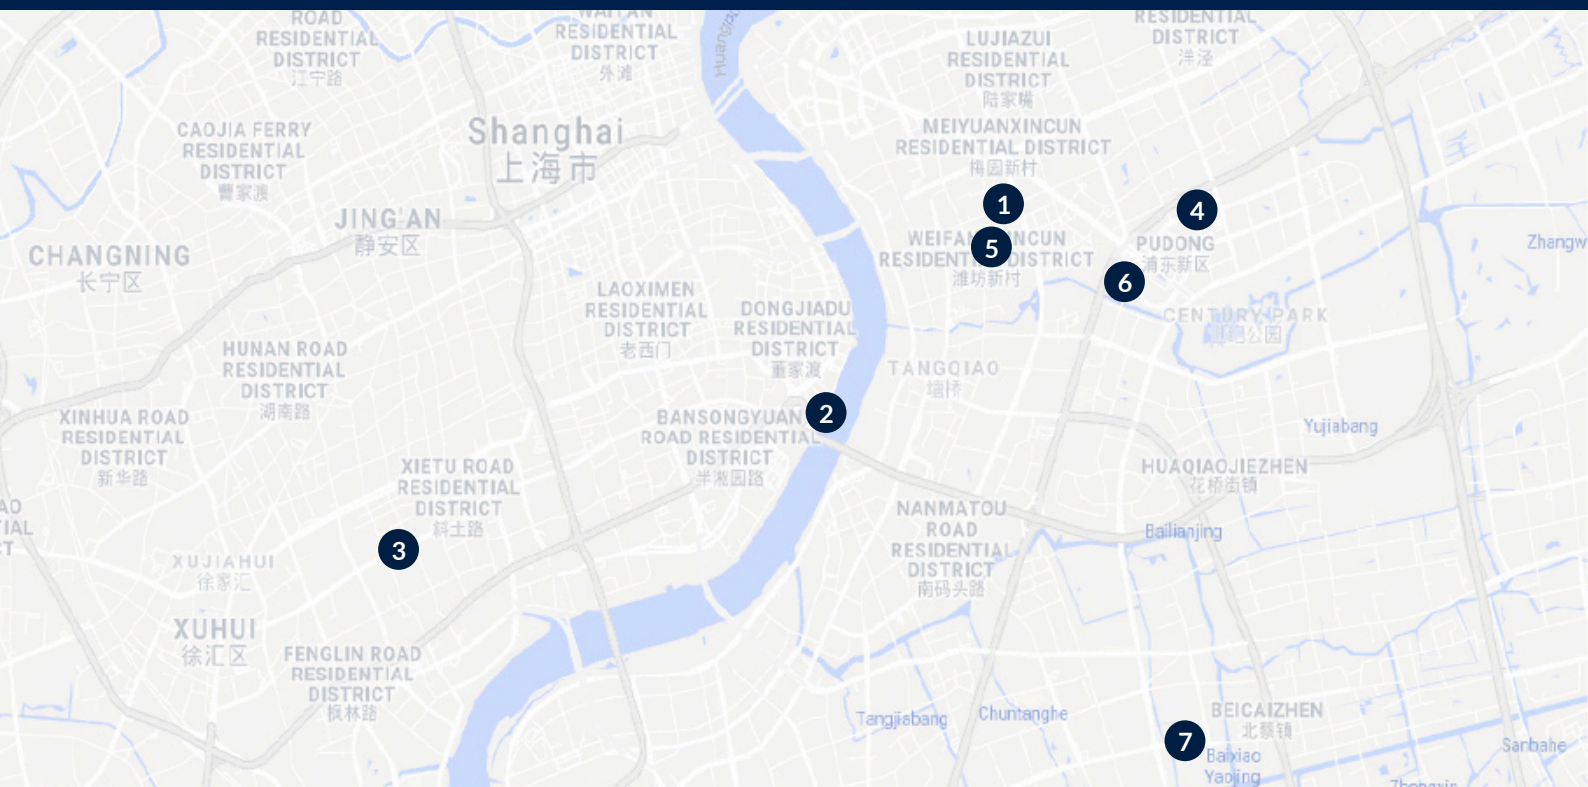 ROAD
RESIDENTIAL
DISTRICT
江宁路
RESIDENTIAL
DISTRICT
外滩
Huangpu
LUJIAZUI
RESIDENTIAL
DISTRICT
陆家嘴
RESIDENTIAL
DISTRICT
洋泾
CAOJIA FERRY
RESIDENTIAL
DISTRICT
曹家渡
Shanghai
上海市
MEIYUANXINCUN
RESIDENTIAL DISTRICT
梅园新村
JING'AN
静安区
1
4
CHANGNING
长宁区
5
DISTRICT
潍坊新村
PUDONG
浦东新区
Zhangw
6
LAOXIMEN
RESIDENTIAL
DISTRICT
老西门
DONGJIADU
RESIDENTIAL
DISTRICT
董家渡
CENTURY PARK
世纪公园
HUNAN ROAD
RESIDENTIAL
DISTRICT
湖南路
TANGQIAO
塘桥
XINHUA ROAD
RESIDENTIAL
DISTRICT
新华路
BANSONGYUAN
ROAD RESIDENTIAL
DISTRICT
半淞园路
2
Yujiabang
XIETU ROAD
RESIDENTIAL
DISTRICT
斜土路
HUAQIAOJIEZHEN
花桥街镇
3
NANMATOU
ROAD
RESIDENTIAL
DISTRICT
南码头路
Bailianjing
XUJIAHUI
徐家汇
XUHUI
徐汇区
FENGLIN ROAD
RESIDENTIAL
DISTRICT
枫林路
Tangjiabang
Chuntanghe
BEICAIZHEN
北蔡镇
7
Baixiao
Yaojing
Sanbahe